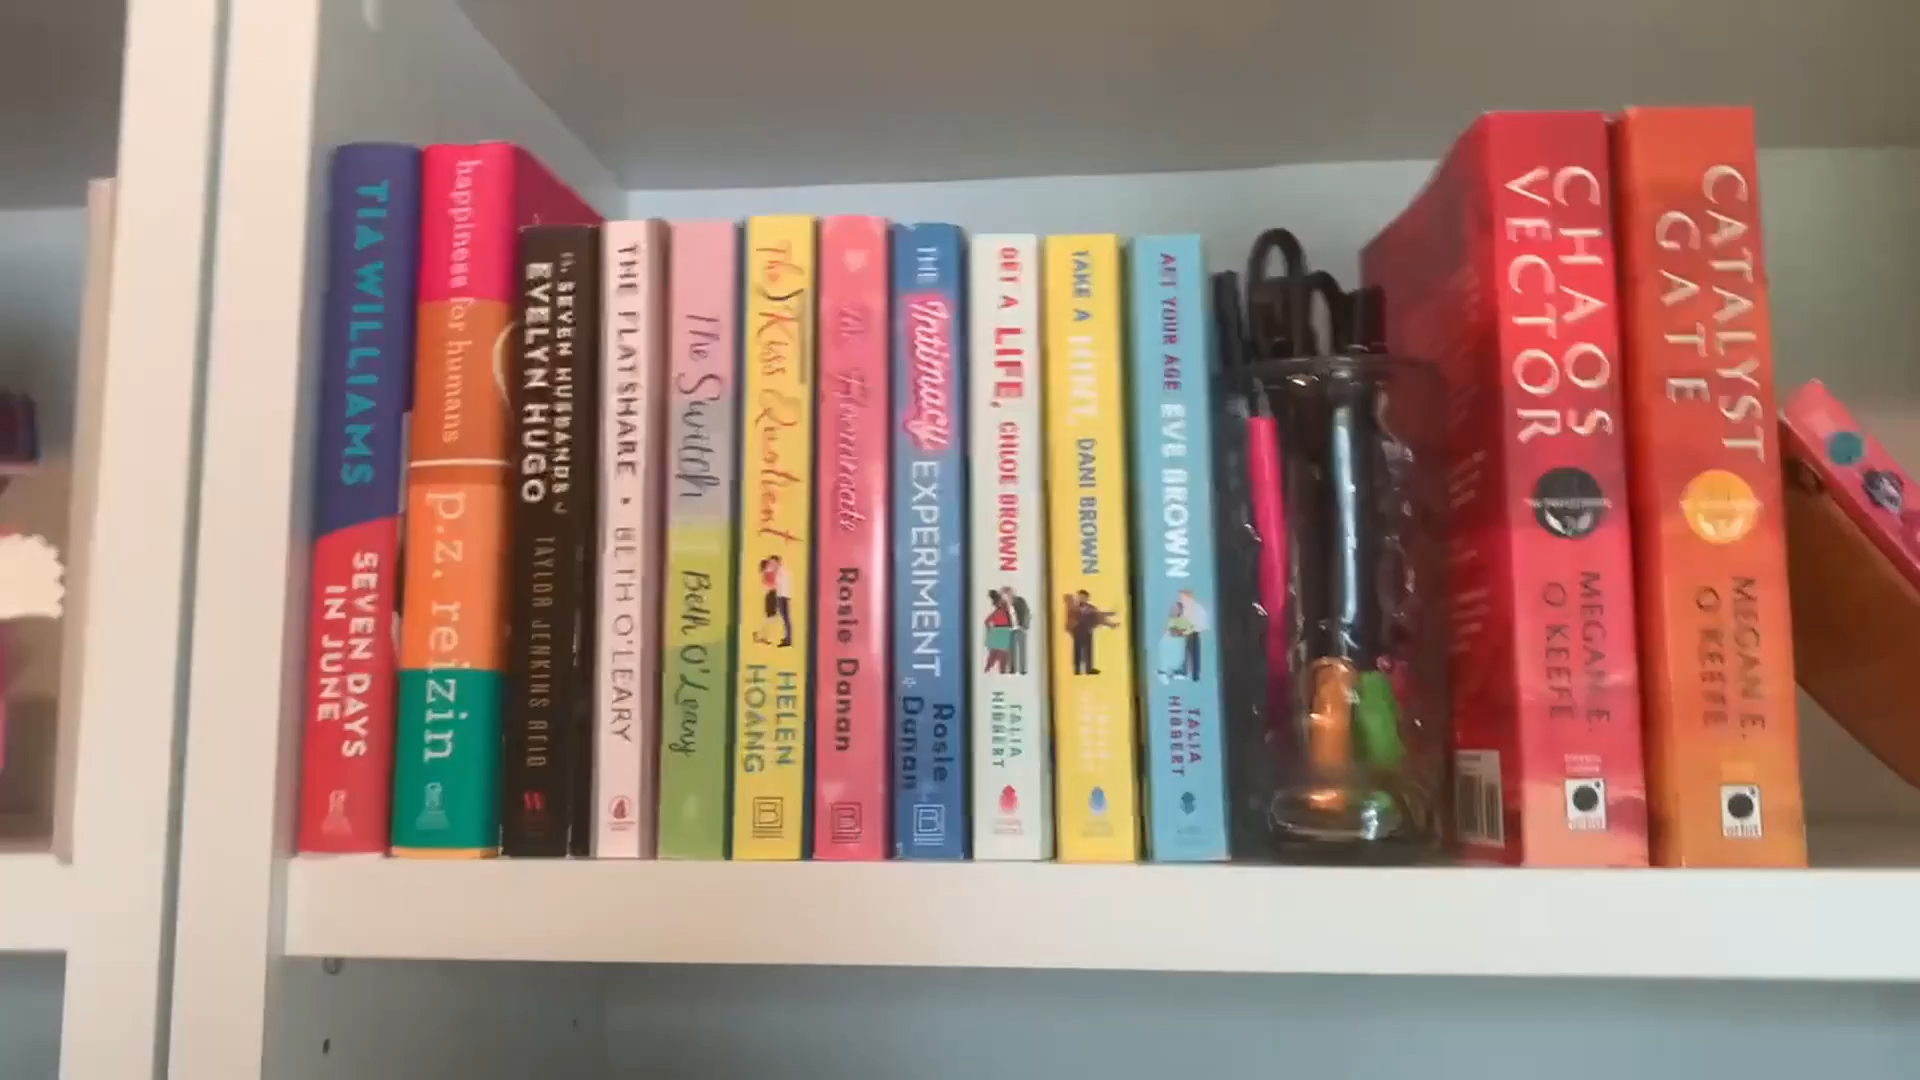 TIA WILLIAMS
SEVEN DAYS
IN JUNE
happiness for humans
p.z. reizin
SEVEN HUSBANDS
EVELYN HUGO
TAYLOR JENKINS REID
THE FLATSHARE • BETH O'LEARY
The Switch
Beth O'Leary
The Kiss Quotient
HELEN
HOANG
The Roommate
Rosie Danan
THE Intimacy EXPERIMENT
Rosie
Danan
GET A LIFE, CHLOE BROWN
TALIA
HIBBERT
TAKE A HINT, DANI BROWN
ACT YOUR AGE EVE BROWN
TALIA
HIBBERT
CHAOS
VECTOR
MEGAN E.
O'KEEFE
CATALYST
GATE
MEGAN E.
O'KEEFE